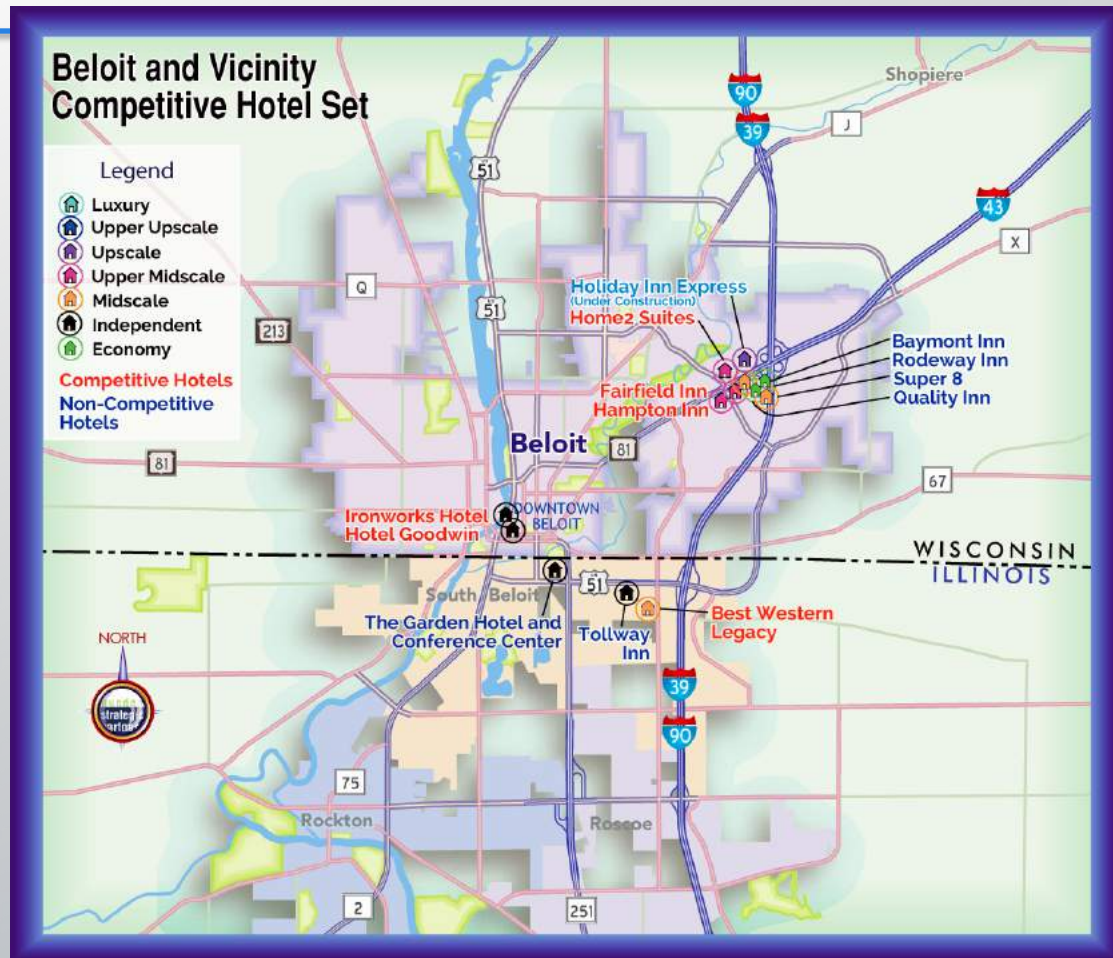 Beloit and Vicinity
Competitive Hotel Set
Legend
Luxury
Upper Upscale
Upscale
Upper Midscale
Midscale
Independent
Economy
Competitive Hotels
Non-Competitive
Hotels
Shopiere
90
39
J
51
43
X
Q
Holiday Inn Express
(Under Construction)
Home2 Suites
51
213
Baymont Inn
Rodeway Inn
Super 8
Quality Inn
Fairfield Inn
Hampton Inn
Beloit
81
81
67
Ironworks Hotel
Hotel Goodwin
DOWNTOWN
BELOIT
WISCONSIN
ILLINOIS
South Beloit
51
The Garden Hotel and
Conference Center
Tollway
Inn
Best Western
Legacy
NORTH
39
90
75
Rockton
Roscoe
2
251